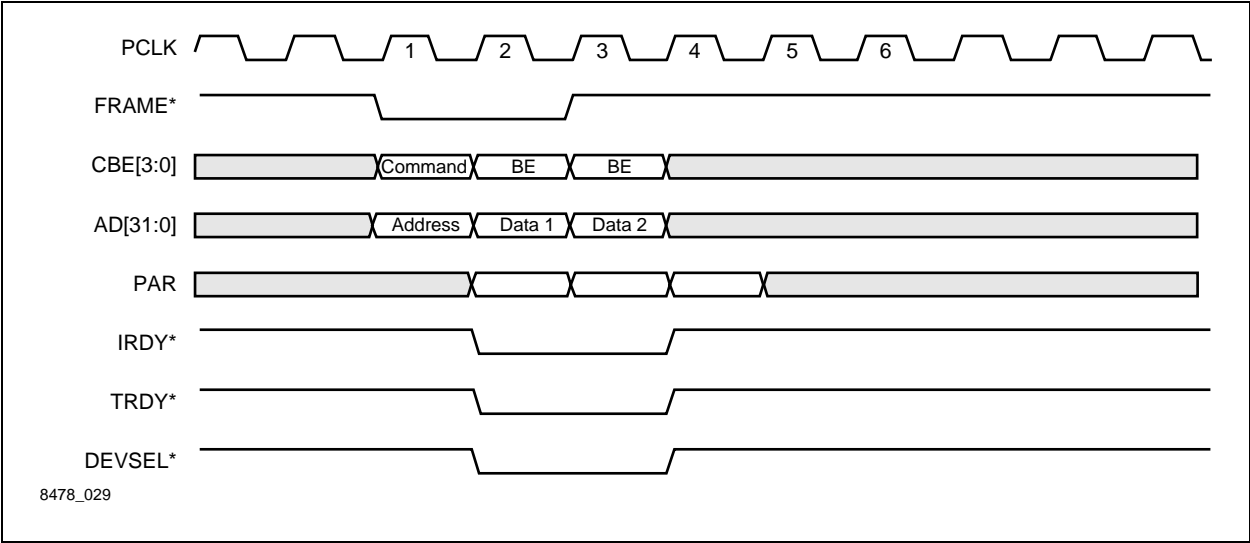 PCLK 1 2 3 4 5 6
FRAME*
CBE[3:0] Command BE BE
AD[31:0] Address Data 1 Data 2
PAR
IRDY*
TRDY*
DEVSEL*
8478_029